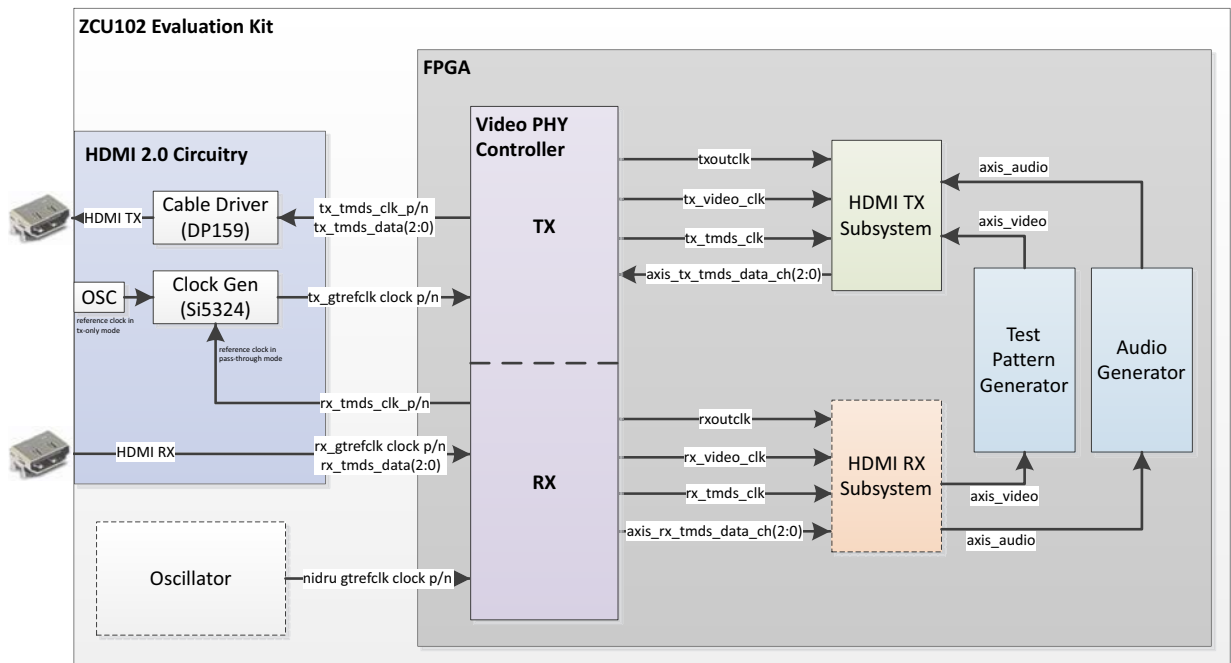 ZCU102 Evaluation Kit
FPGA
HDMI 2.0 Circuitry
Video PHY
Controller
HDMI TX
Cable Driver
(DP159)
tx_tmds_clk_p/n
tx_tmds_data(2:0)
TX
txoutclk
tx_video_clk
tx_tmds_clk
axis_tx_tmds_data_ch(2:0)
HDMI TX
Subsystem
axis_audio
axis_video
OSC
reference clock in
tx-only mode
Clock Gen
(Si5324)
tx_gtrefclk clock p/n
reference clock in
pass-through mode
Test
Pattern
Generator
Audio
Generator
rx_tmds_clk_p/n
HDMI RX
rx_gtrefclk clock p/n
rx_tmds_data(2:0)
RX
rxoutclk
rx_video_clk
rx_tmds_clk
axis_rx_tmds_data_ch(2:0)
HDMI RX
Subsystem
axis_video
axis_audio
Oscillator
nidru gtrefclk clock p/n